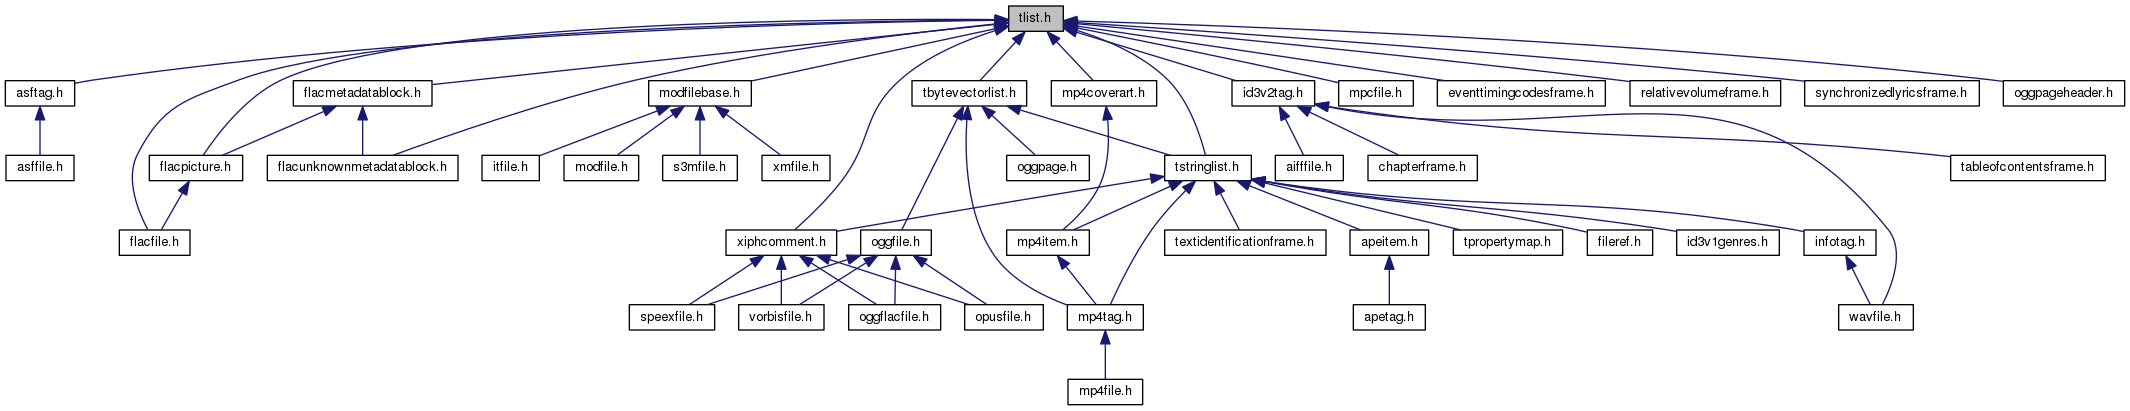 tlist.h
asftag.h
flacmetadatablock.h
modfilebase.h
tbytevectorlist.h
mp4coverart.h
id3v2tag.h
mpcfile.h
eventtimingcodesframe.h
relativevolumeframe.h
synchronizedlyricsframe.h
oggpageheader.h
asffile.h
flacpicture.h
flacunknownmetadatablock.h
itfile.h
modfile.h
s3mfile.h
xmfile.h
oggpage.h
tstringlist.h
aifffile.h
chapterframe.h
tableofcontentsframe.h
flacfile.h
xiphcomment.h
oggfile.h
mp4item.h
textidentificationframe.h
apeitem.h
tpropertymap.h
fileref.h
id3v1genres.h
infotag.h
speexfile.h
vorbisfile.h
oggflacfile.h
opusfile.h
mp4tag.h
apetag.h
wavfile.h
mp4file.h